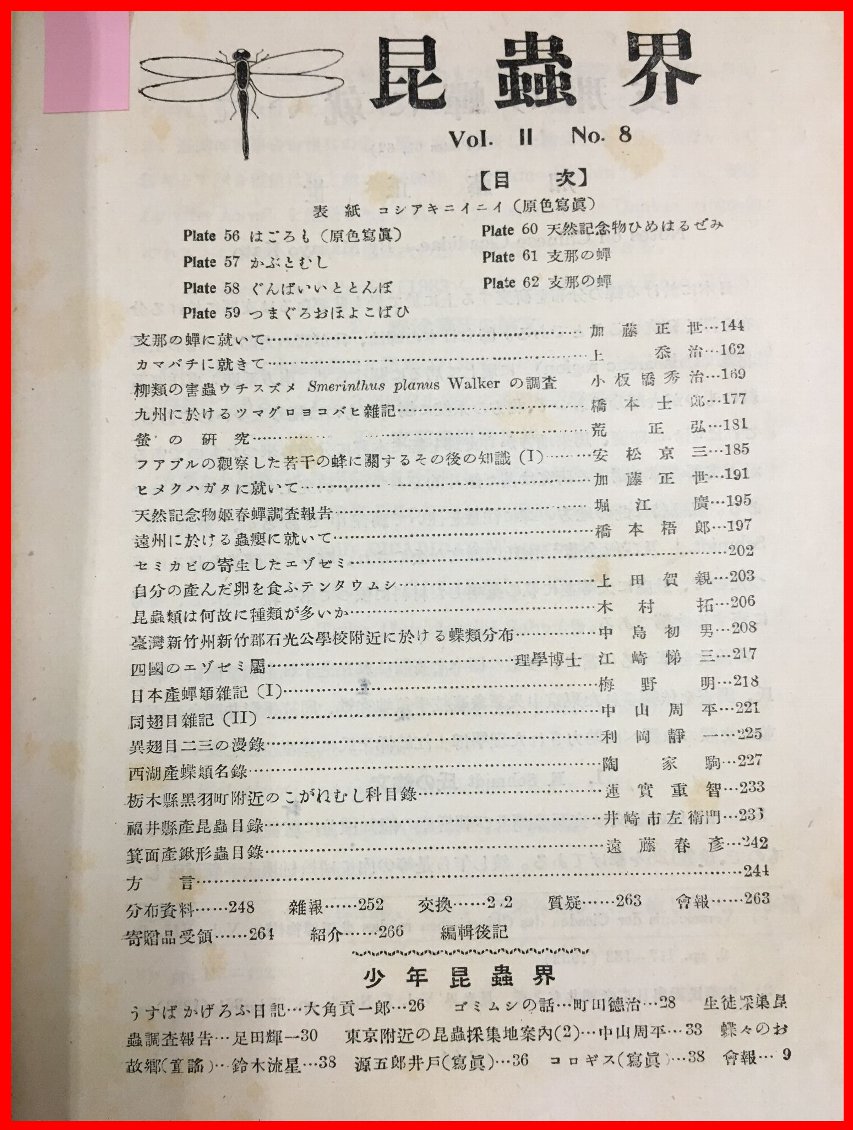 昆蟲界
Vol. II No. 8
【目 次】
表紙 コシアキニイニイ(原色寫眞)
Plate 56 はごろも(原色寫眞)
Plate 57 かぶとむし
Plate 58 ぐんばいいととんぼ
Plate 59 つまぐろおほよこばひ
Plate 60 天然記念物ひめはるぜみ
Plate 61 支那の蟬
Plate 62 支那の蟬
支那の蟬に就いて……加藤正世…144
カマバチに就きて……上 泰治…162
柳類の害蟲ウチスズメ Smerinthus planus Walker の調査 小板橋秀治…169
九州に於けるツマグロヨコバヒ雜記……橋本士郎…177
螢の研究……荒 正弘…181
フアブルの觀察した若干の蜂に關するその後の知識 (I)……安松京三…185
ヒメクハガタに就いて……加藤正世…191
天然記念物姬春蟬調査報告……堀江 廣…195
遠州に於ける蟲癭に就いて……橋本梧郎…197
セミカビの寄生したエゾゼミ……202
自分の產んだ卵を食ふテンタウムシ……上田賀親…203
昆蟲類は何故に種類が多いか……木村 拓…206
臺灣新竹州新竹郡石光公學校附近に於ける蝶類分布……中島初男…208
四國のエゾゼミ屬……理學博士 江崎悌三…217
日本產蟬類雜記 (I)……梅野 明…218
同翅目雜記 (II)……中山周平…221
異翅目二三の漫錄……利岡靜一…225
西湖產蝶類名錄……陶 家駒…227
栃木縣黑羽町附近のこがねむし科目錄……蓮實重智…233
福井縣產昆蟲目錄……井崎市左衛門…235
箕面產鍬形蟲目錄……遠藤春彥…242
方言……244
分布資料……248 雜報……252 交換……2 2 質疑……263 會報……263
寄贈品受領……264 紹介……266 編輯後記
少年昆蟲界
うすばかげろふ日記…大角貢一郎…26 ゴミムシの話…町田德治…28 生徒採集昆
蟲調査報告…足田輝一…30 東京附近の昆蟲採集地案內(2)…中山周平…33 蝶々のお
故鄕(童謠)…鈴木流星…38 源五郎井戶(寫眞)…36 コロギス(寫眞)…38 會報… 9